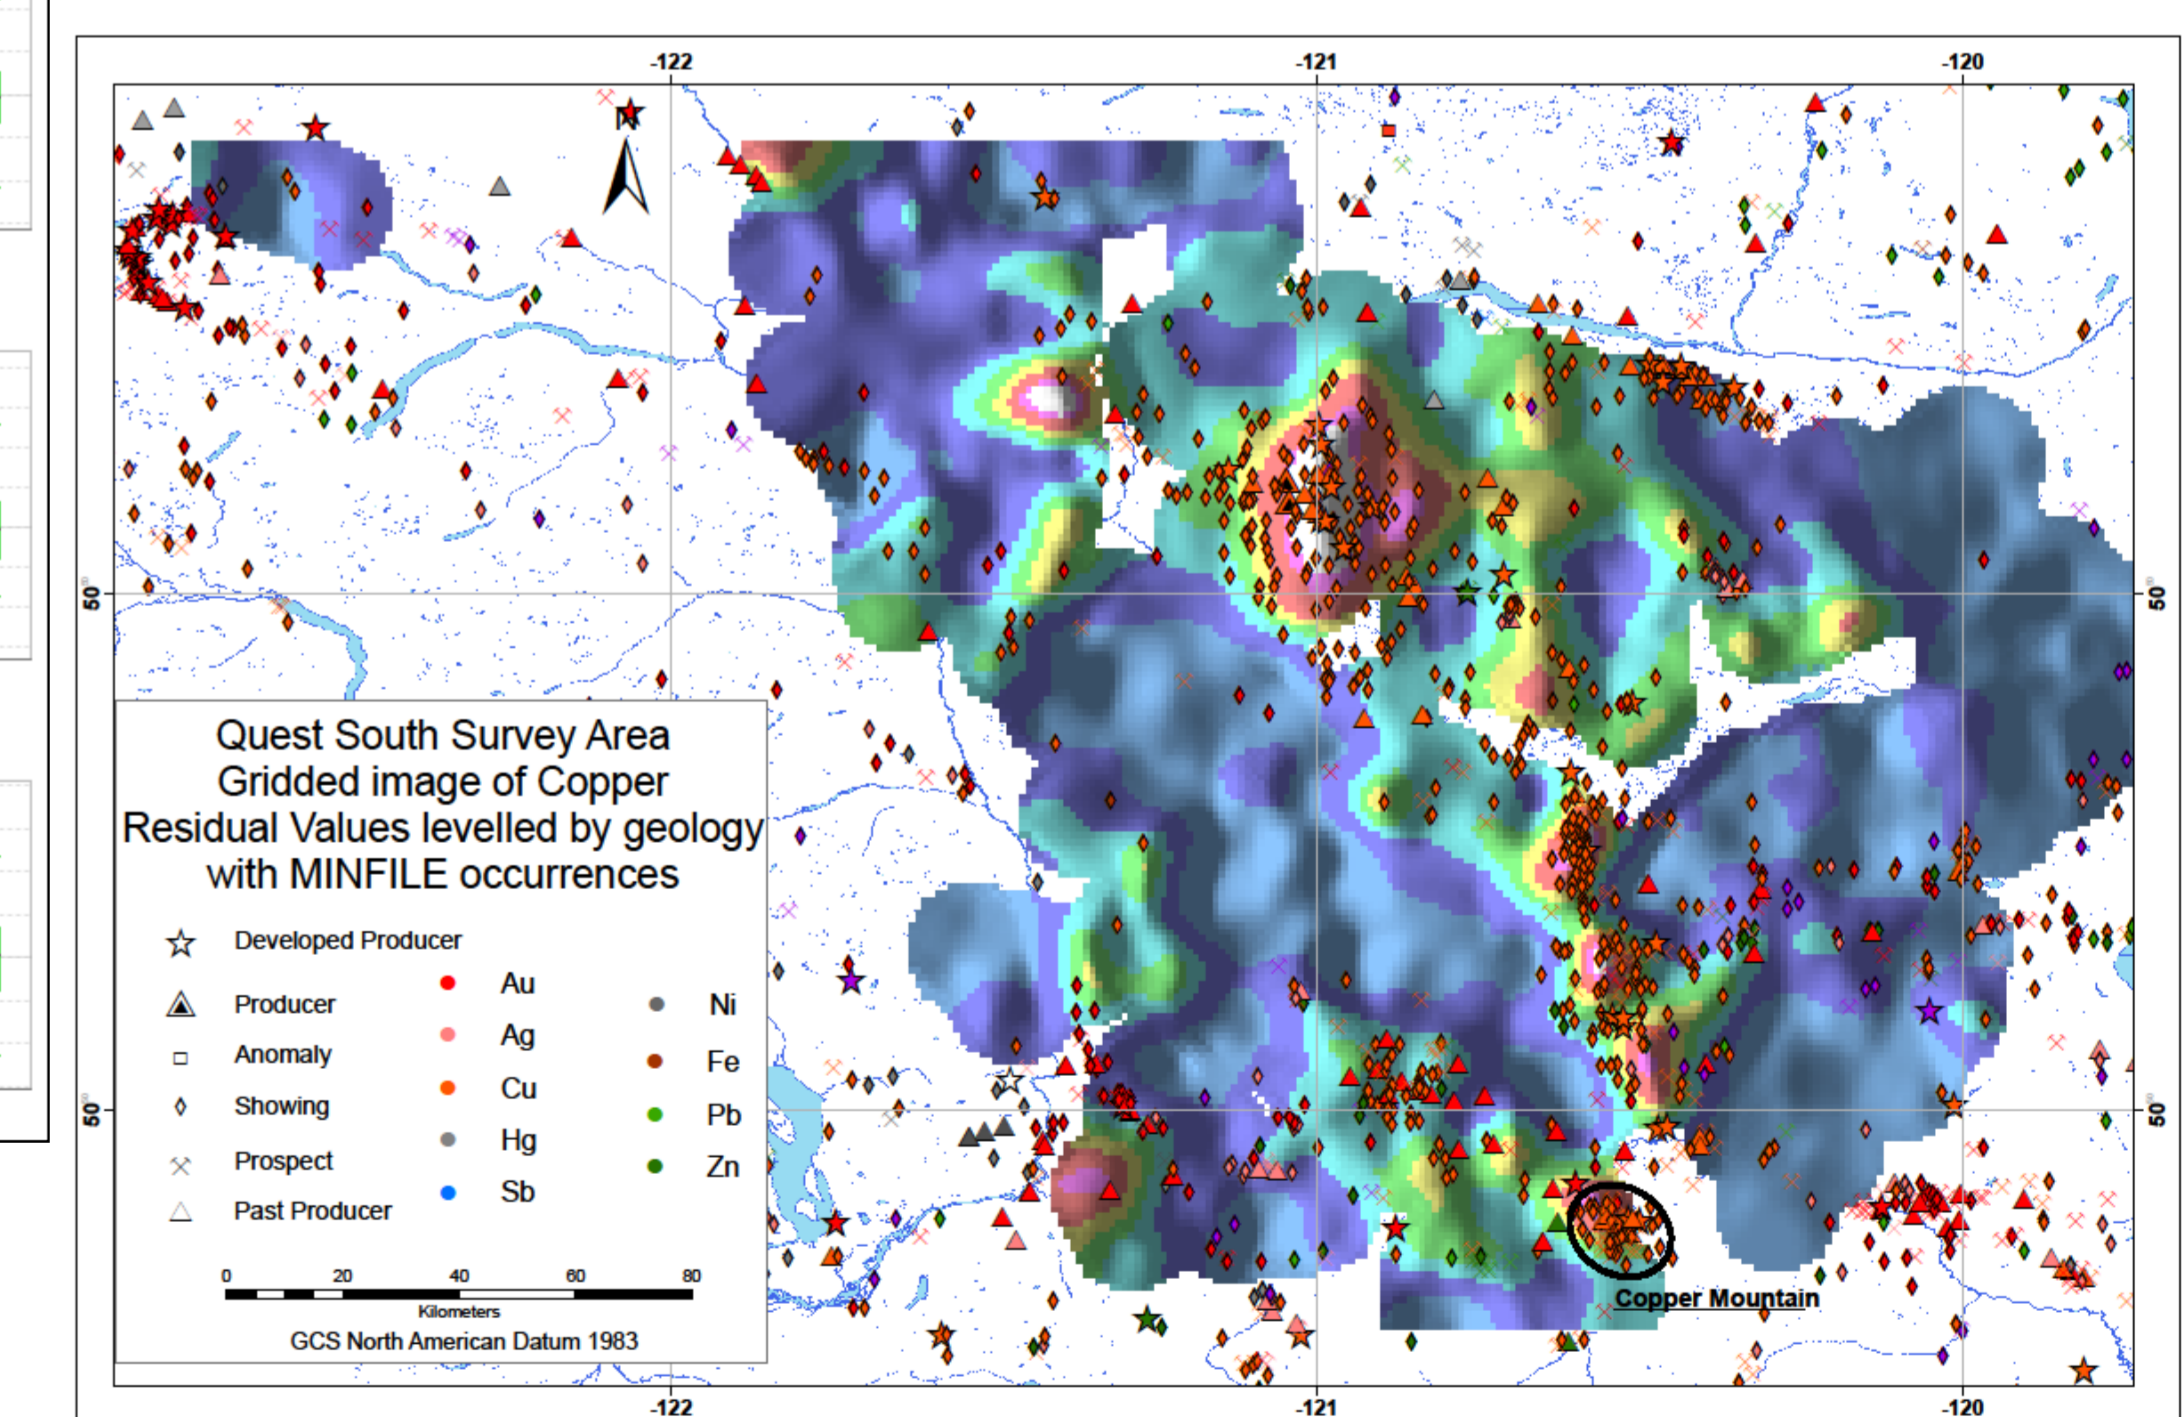 -122 -121 -120
N
50 50
Quest South Survey Area
Gridded image of Copper
Residual Values levelled by geology
with MINFILE occurrences
Developed Producer
Producer
Anomaly
Showing
Prospect
Past Producer
Au
Ag
Cu
Hg
Sb
Ni
Fe
Pb
Zn
0 20 40 60 80
Kilometers
GCS North American Datum 1983
50 50
Copper Mountain
-122 -121 -120